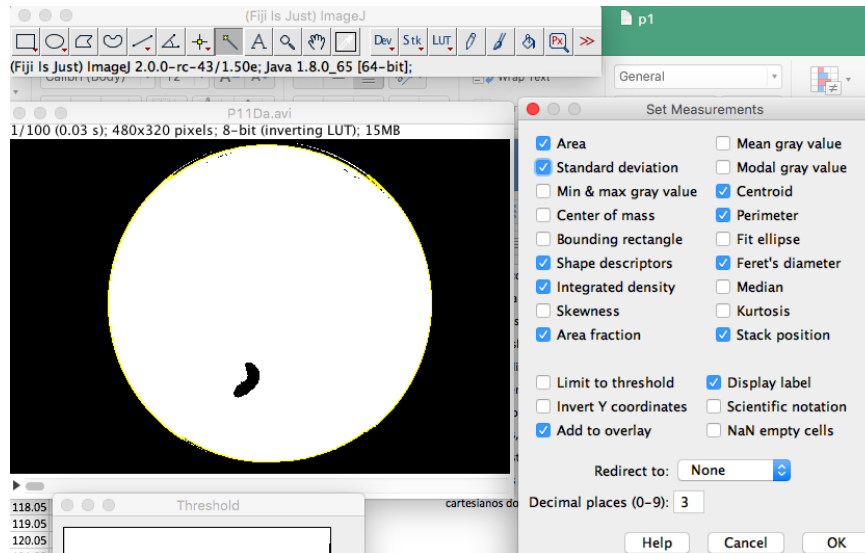 (Fiji Is Just) ImageJ
A
Dev
Stk
LUT
Px
>>
(Fiji Is Just) ImageJ 2.0.0-rc-43/1.50e; Java 1.8.0_65 [64-bit];
p1
Calibri (Body)
12
Wrap Text
General
P11Da.avi
1/100 (0.03 s); 480x320 pixels; 8-bit (inverting LUT); 15MB
Set Measurements
Area
Mean gray value
Standard deviation
Modal gray value
Min & max gray value
Centroid
Center of mass
Perimeter
Bounding rectangle
Fit ellipse
Shape descriptors
Feret's diameter
Integrated density
Median
Skewness
Kurtosis
Area fraction
Stack position
Limit to threshold
Display label
Invert Y coordinates
Scientific notation
Add to overlay
NaN empty cells
Redirect to: None
Decimal places (0-9): 3
Help
Cancel
OK
118.05
119.05
120.05
Threshold
cartesianos do